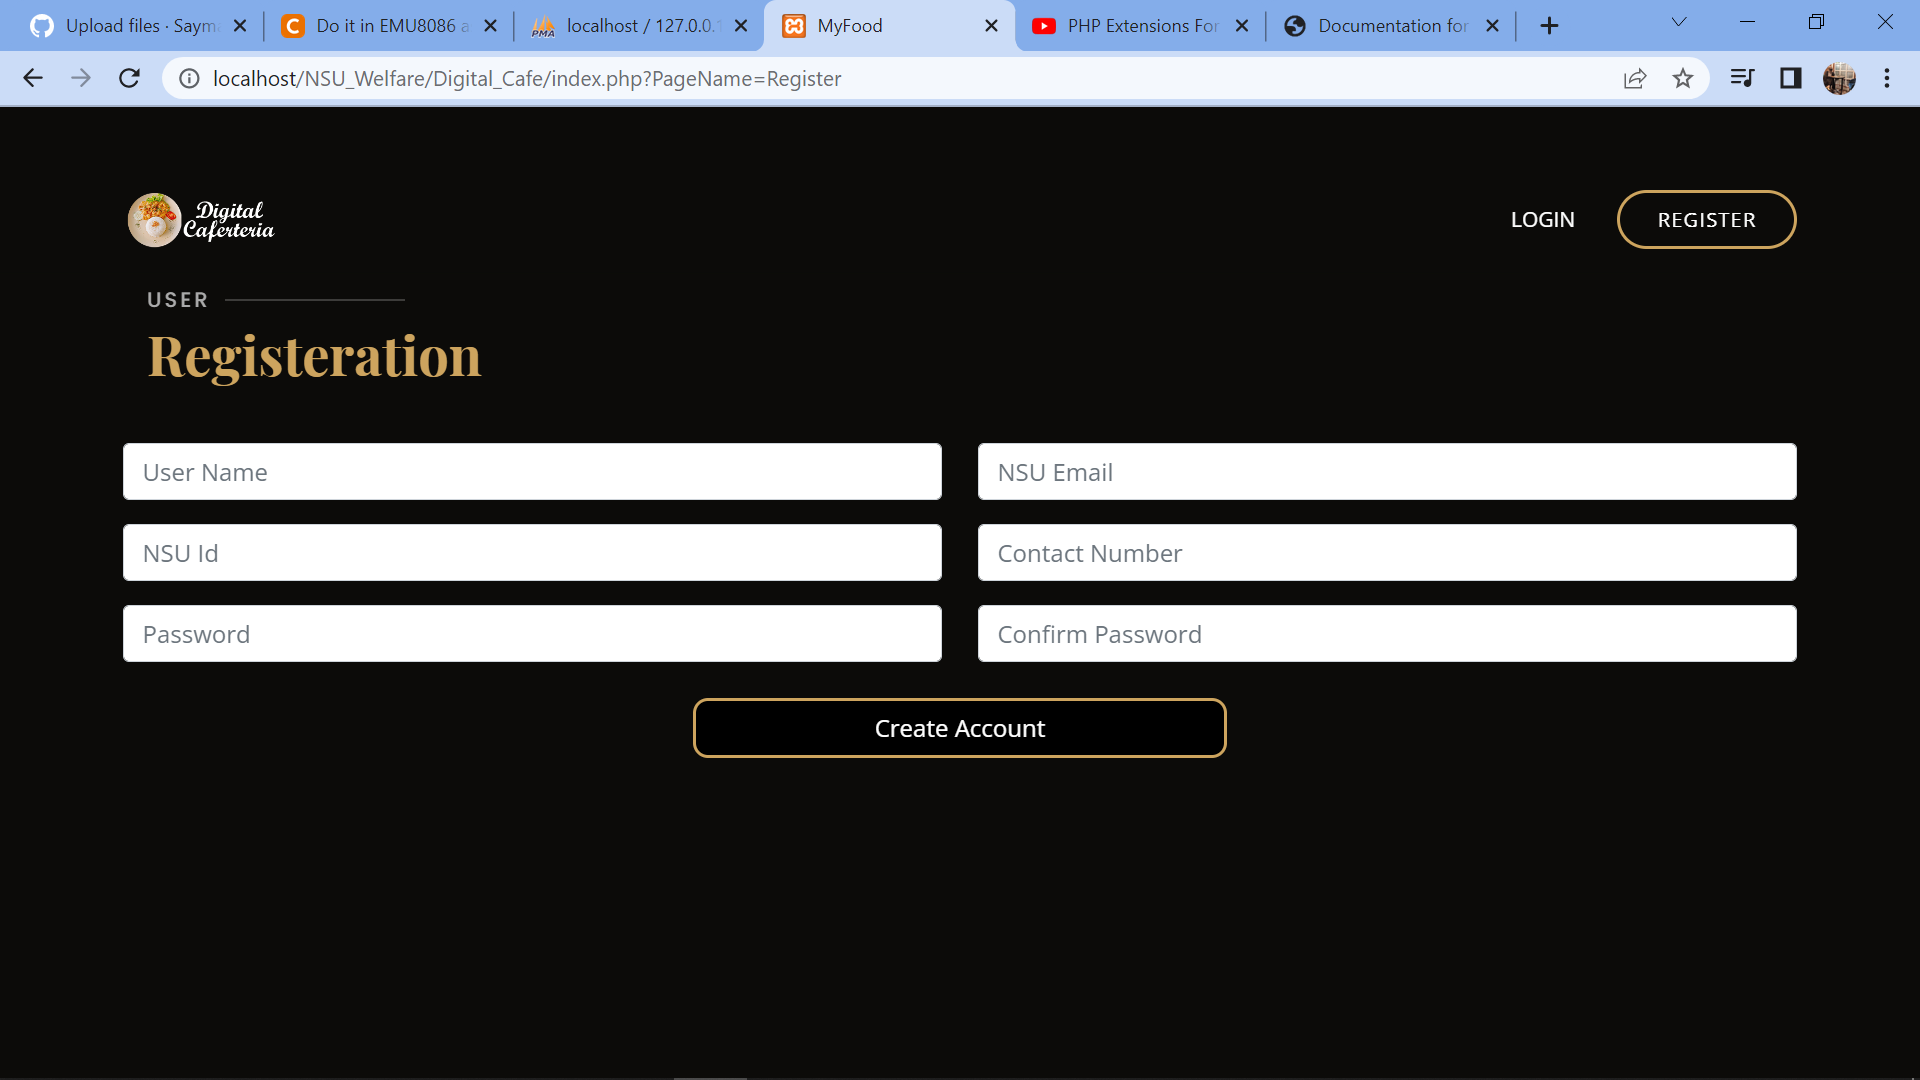 Upload files · Sayma
Do it in EMU8086 a
PMA
localhost / 127.0.0.1
MyFood
PHP Extensions For
Documentation for
localhost/NSU_Welfare/Digital_Cafe/index.php?PageName=Register
Digital
Caferteria
LOGIN
REGISTER
USER
Registeration
User Name
NSU Email
NSU Id
Contact Number
Password
Confirm Password
Create Account